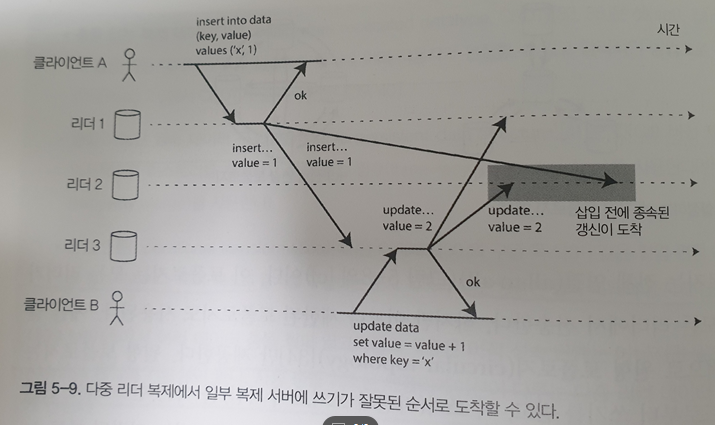 insert into data
(key, value)
values ('x', 1)
시간
클라이언트 A
ok
리더 1
insert...
value = 1
insert...
value = 1
리더 2
update...
value = 2
update...
value = 2
삽입 전에 종속된
갱신이 도착
리더 3
ok
클라이언트 B
update data
set value = value + 1
where key = 'x'
그림 5-9. 다중 리더 복제에서 일부 복제 서버에 쓰기가 잘못된 순서로 도착할 수 있다.